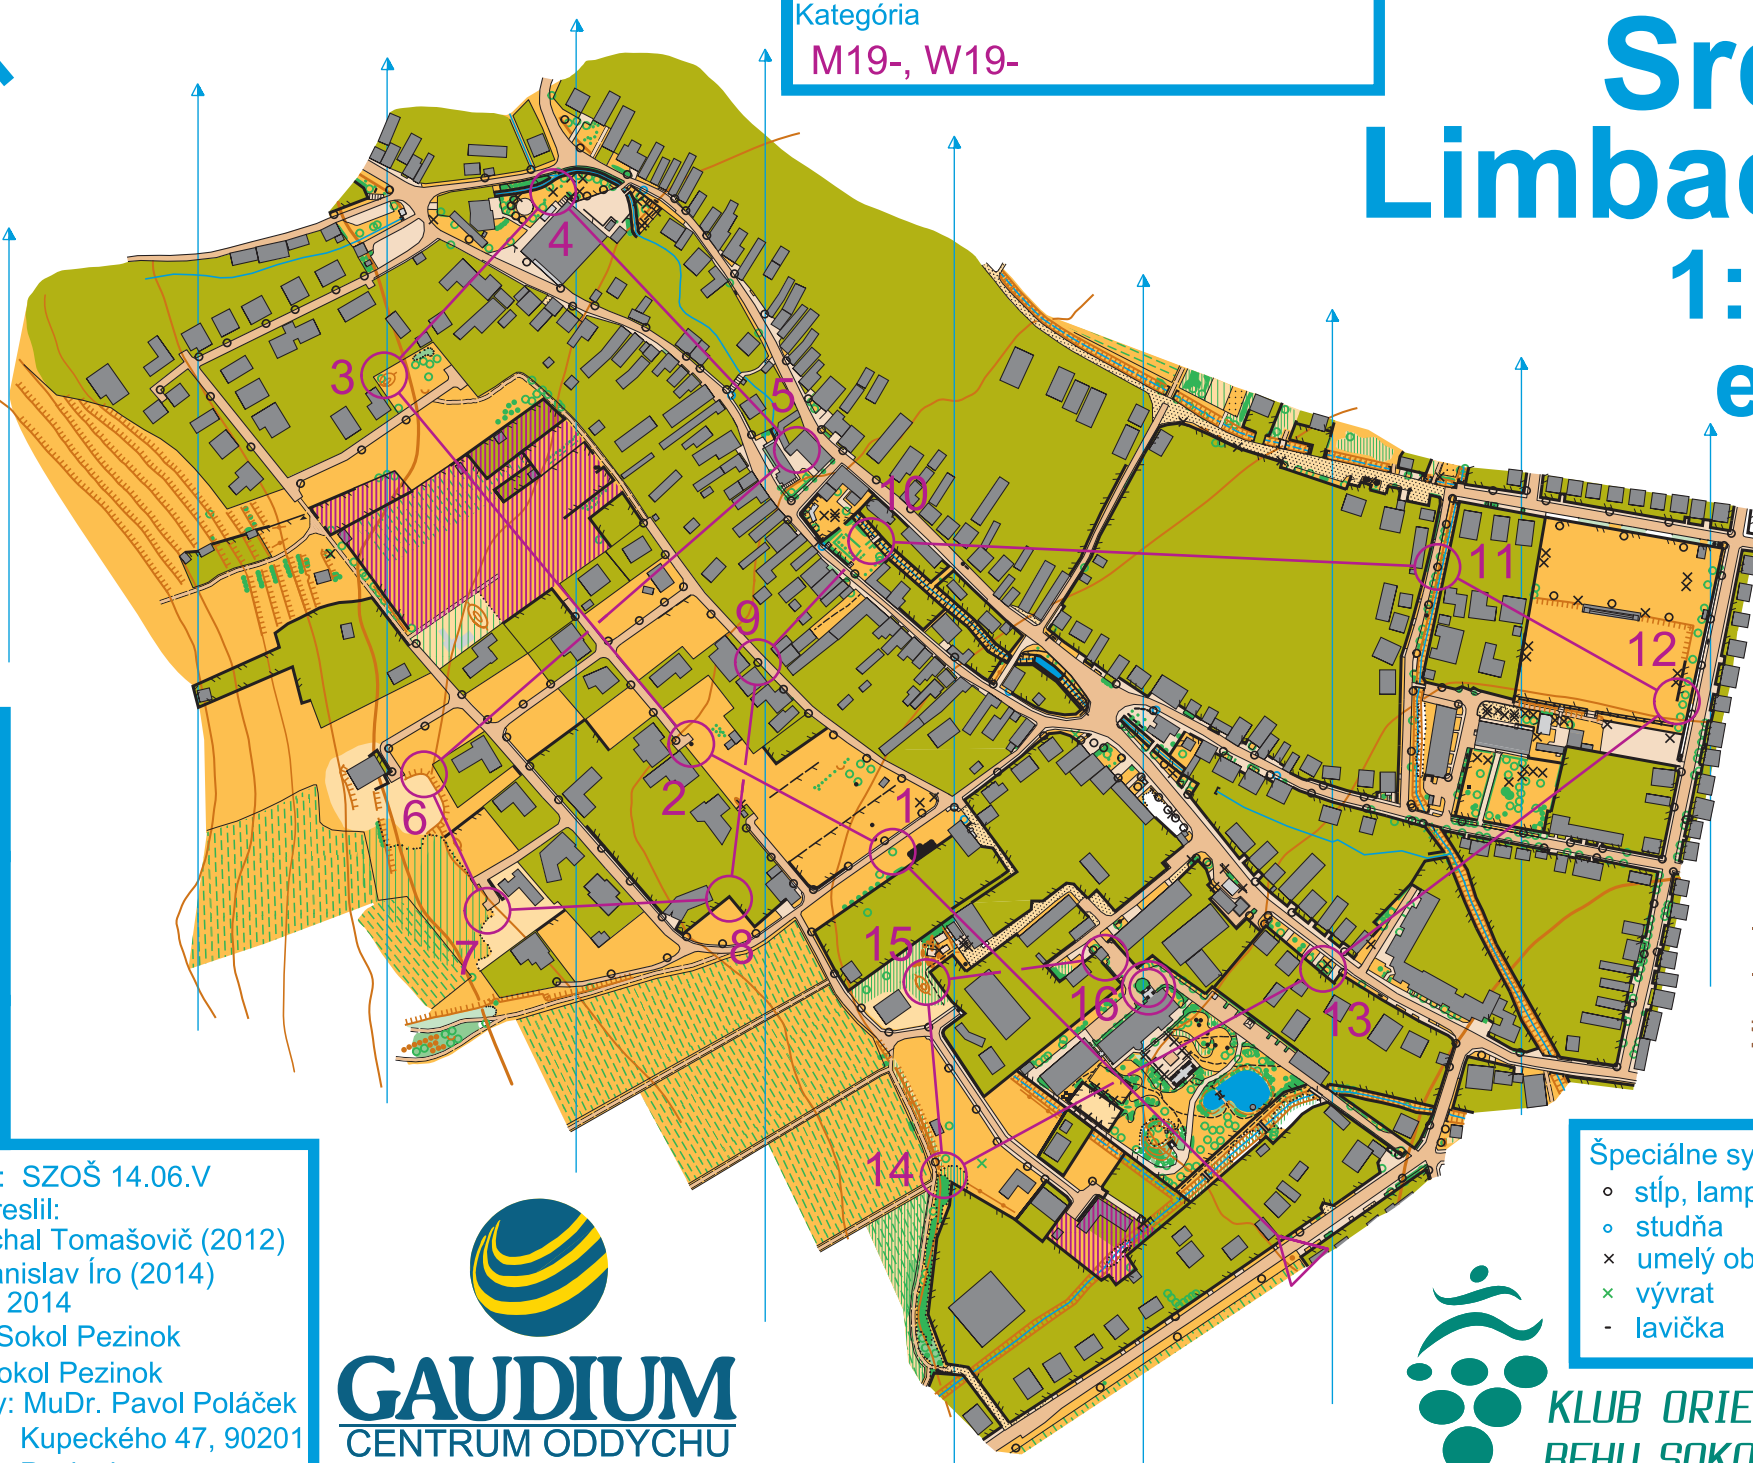 Kategória
M19-, W19-
Limba
1:
e
4
3
5
10
11
9
12
2
1
6
15
7
8
16
13
14
: SZOŠ 14.06.V
reslil:
chal Tomašovič (2012)
anislav Íro (2014)
2014
Sokol Pezinok
okol Pezinok
y: MuDr. Pavol Poláček
Kupeckého 47, 90201
GAUDIUM
CENTRUM ODDYCHU
Špeciálne sy
stĺp, lamp
studňa
umelý ob
vývrat
lavička
KLUB ORIE
BEHU SOKO